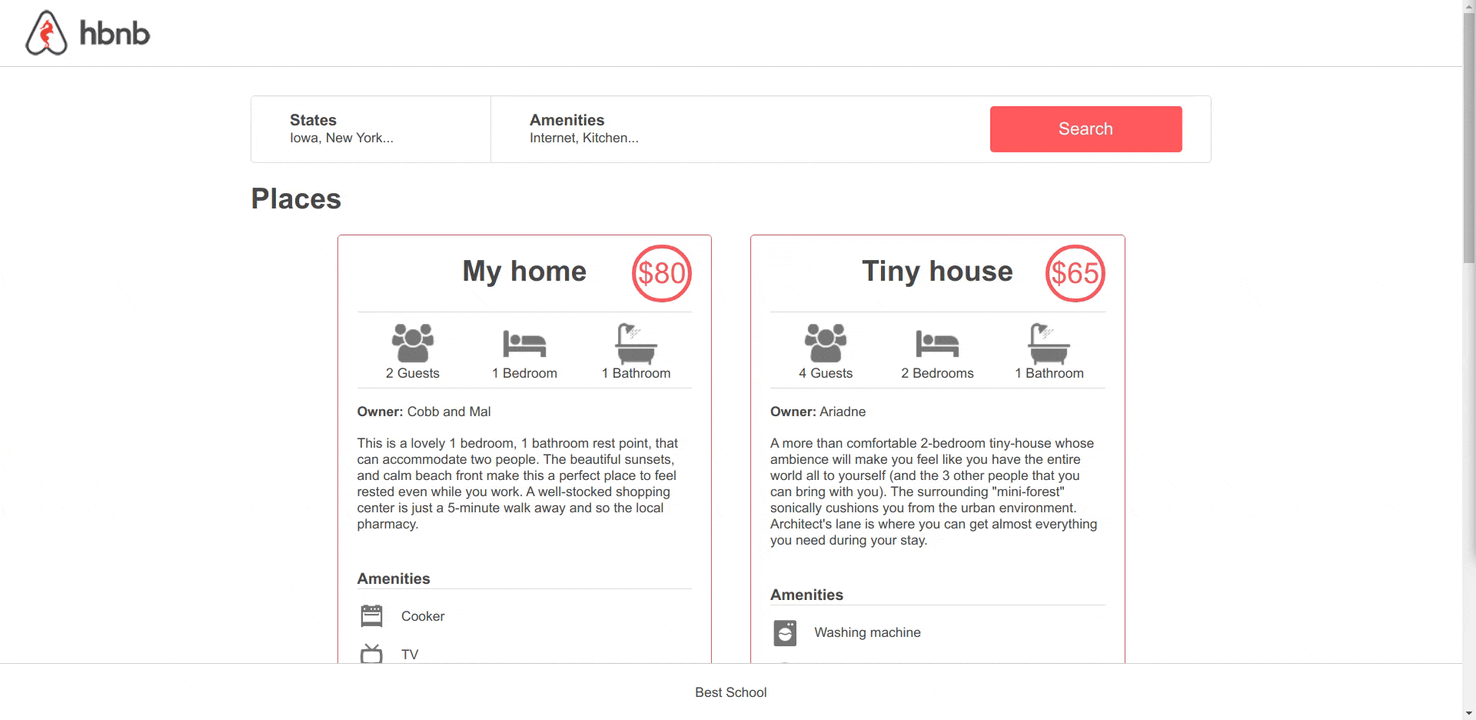 hbnb
States
Iowa, New York...
Amenities
Internet, Kitchen...
Search
Places
My home
$80
2 Guests
1 Bedroom
1 Bathroom
Owner: Cobb and Mal
This is a lovely 1 bedroom, 1 bathroom rest point, that
can accommodate two people. The beautiful sunsets,
and calm beach front make this a perfect place to feel
rested even while you work. A well-stocked shopping
center is just a 5-minute walk away and so the local
pharmacy.
Amenities
Cooker
TV
Tiny house
$65
4 Guests
2 Bedrooms
1 Bathroom
Owner: Ariadne
A more than comfortable 2-bedroom tiny-house whose
ambience will make you feel like you have the entire
world all to yourself (and the 3 other people that you
can bring with you). The surrounding "mini-forest"
sonically cushions you from the urban environment.
Architect's lane is where you can get almost everything
you need during your stay.
Amenities
Washing machine
Best School